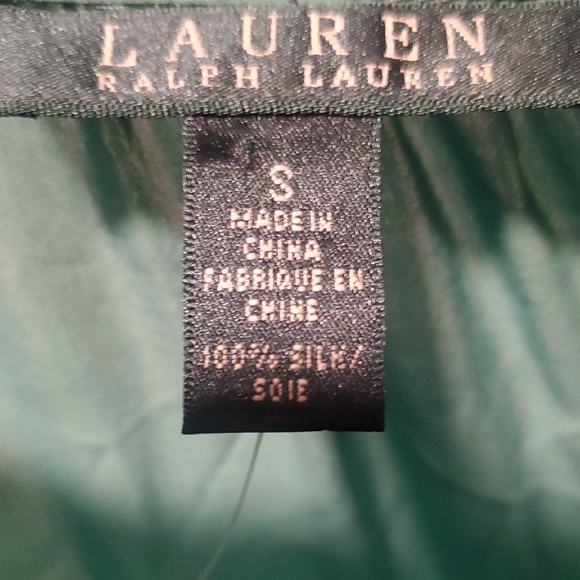 LAUREN
RALPH LAUREN
S
MADE IN
CHINA
FABRIQUE EN
CHINE
100% SILK/
SOIE